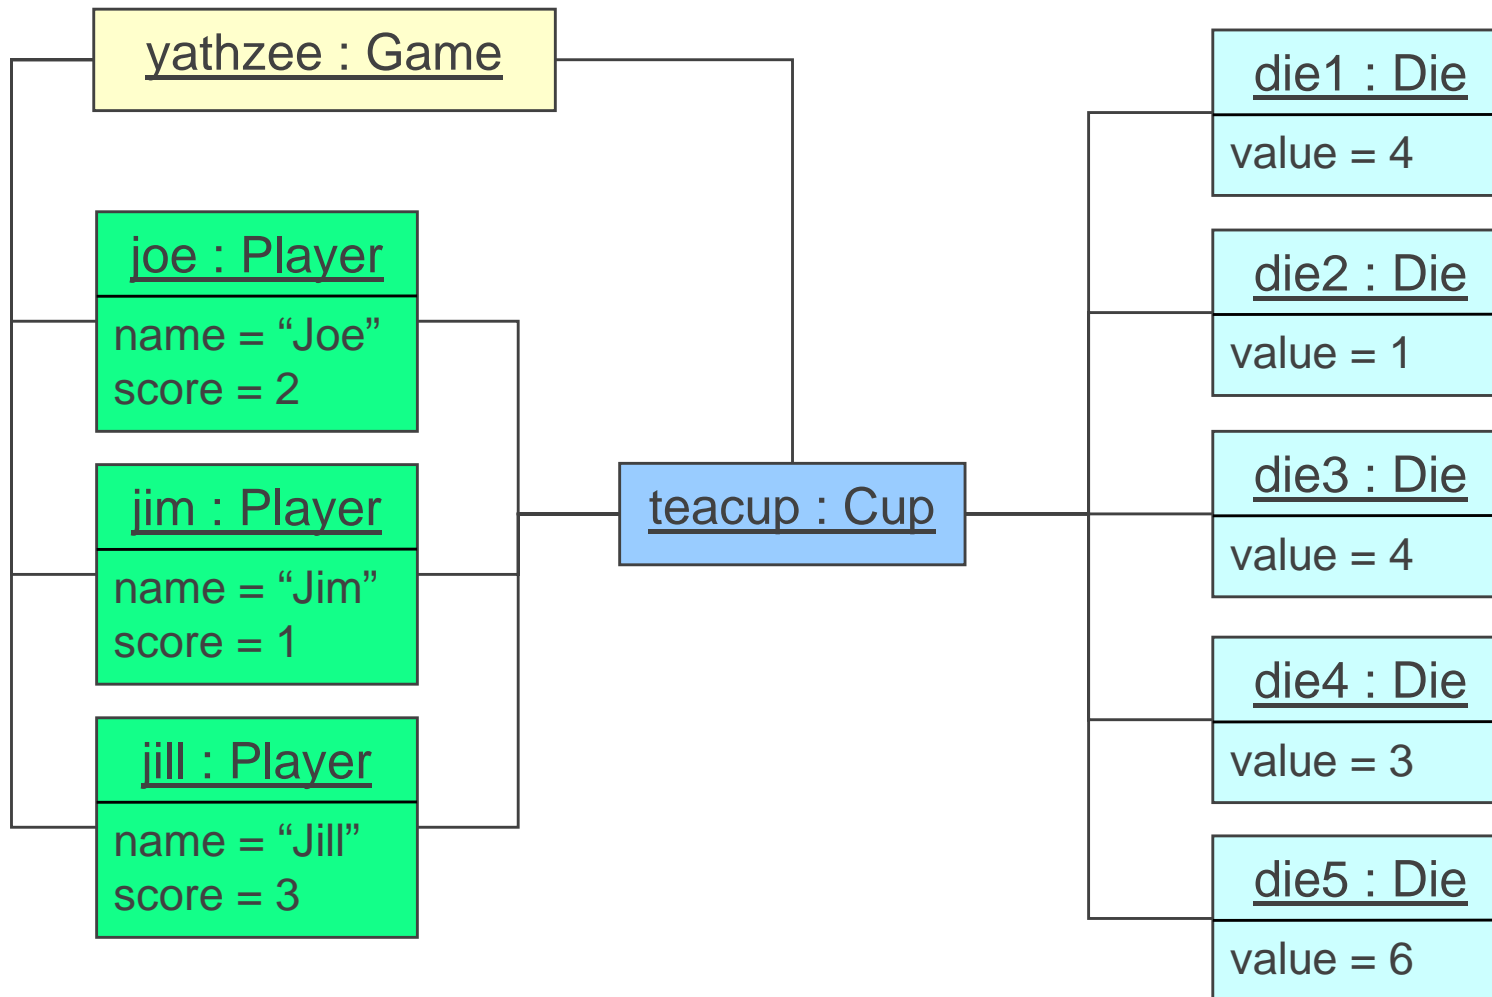 yathzee : Game
joe : Player
name = “Joe”
score = 2
jim : Player
name = “Jim”
score = 1
jill : Player
name = “Jill”
score = 3
teacup : Cup
die1 : Die
value = 4
die2 : Die
value = 1
die3 : Die
value = 4
die4 : Die
value = 3
die5 : Die
value = 6